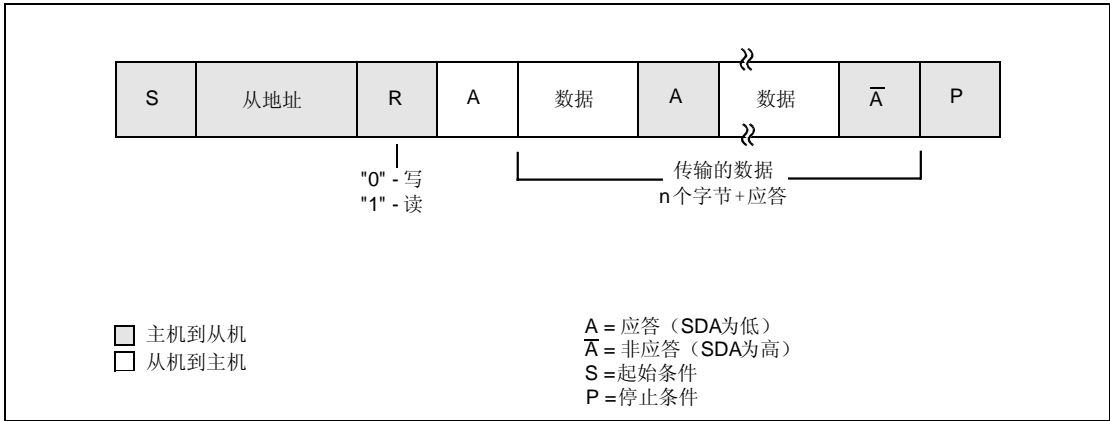 S 从地址 R A 数据 A 数据 A̅ P
"0" - 写
"1" - 读
传输的数据
n个字节+应答
主机到从机
从机到主机
A = 应答（SDA为低）
A̅ = 非应答（SDA为高）
S =起始条件
P =停止条件